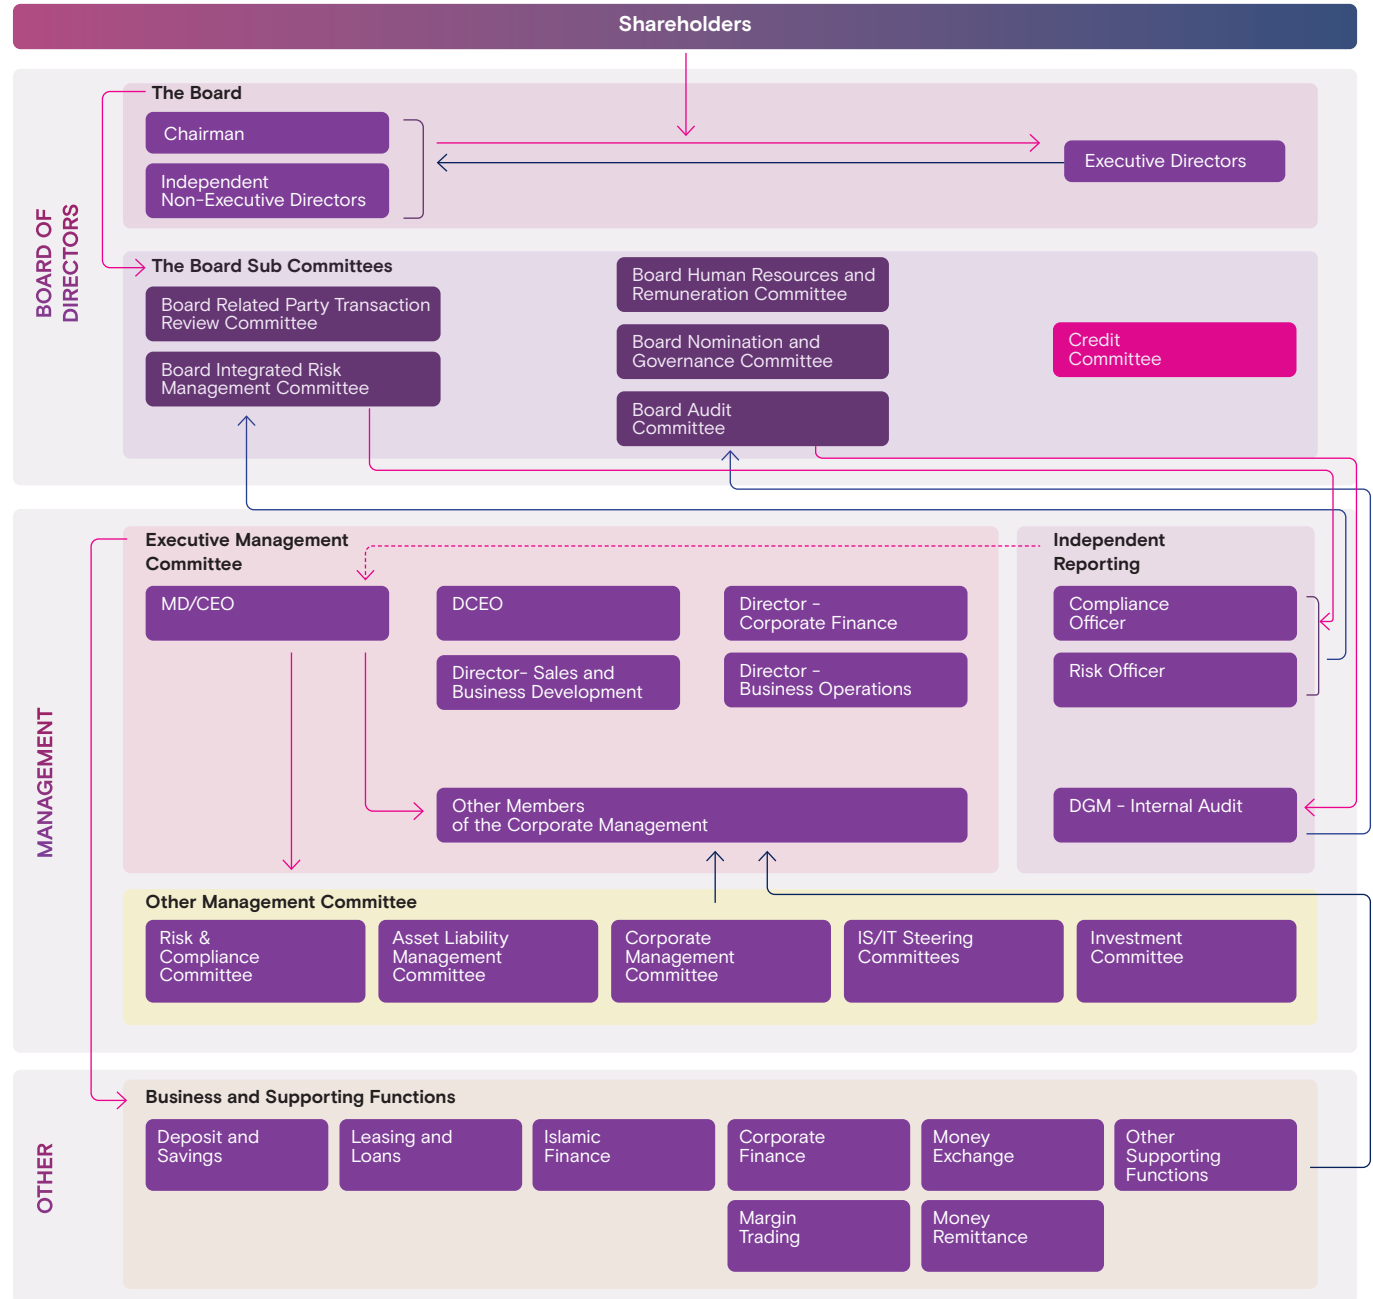 Shareholders
BOARD OF
DIRECTORS
The Board
Chairman
Independent
Non-Executive Directors
Executive Directors
The Board Sub Committees
Board Related Party Transaction
Review Committee
Board Integrated Risk
Management Committee
Board Human Resources and
Remuneration Committee
Board Nomination and
Governance Committee
Board Audit
Committee
Credit
Committee
MANAGEMENT
Executive Management
Committee
MD/CEO
DCEO
Director -
Corporate Finance
Director- Sales and
Business Development
Director -
Business Operations
Other Members
of the Corporate Management
Independent
Reporting
Compliance
Officer
Risk Officer
DGM - Internal Audit
Other Management Committee
Risk &
Compliance
Committee
Asset Liability
Management
Committee
Corporate
Management
Committee
IS/IT Steering
Committees
Investment
Committee
OTHER
Business and Supporting Functions
Deposit and
Savings
Leasing and
Loans
Islamic
Finance
Corporate
Finance
Money
Exchange
Other
Supporting
Functions
Margin
Trading
Money
Remittance